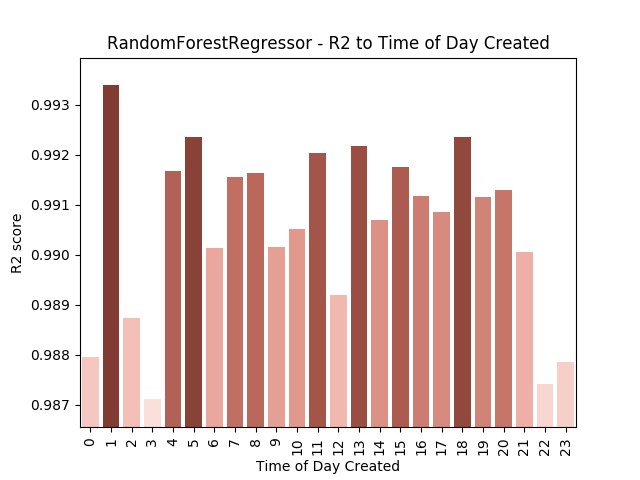 RandomForestRegressor - R2 to Time of Day Created
0.993
0.992
0.991
0.990
0.989
0.988
0.987
R2 score
0 1 2 3 4 5 6 7 8 9 10 11 12 13 14 15 16 17 18 19 20 21 22 23
Time of Day Created